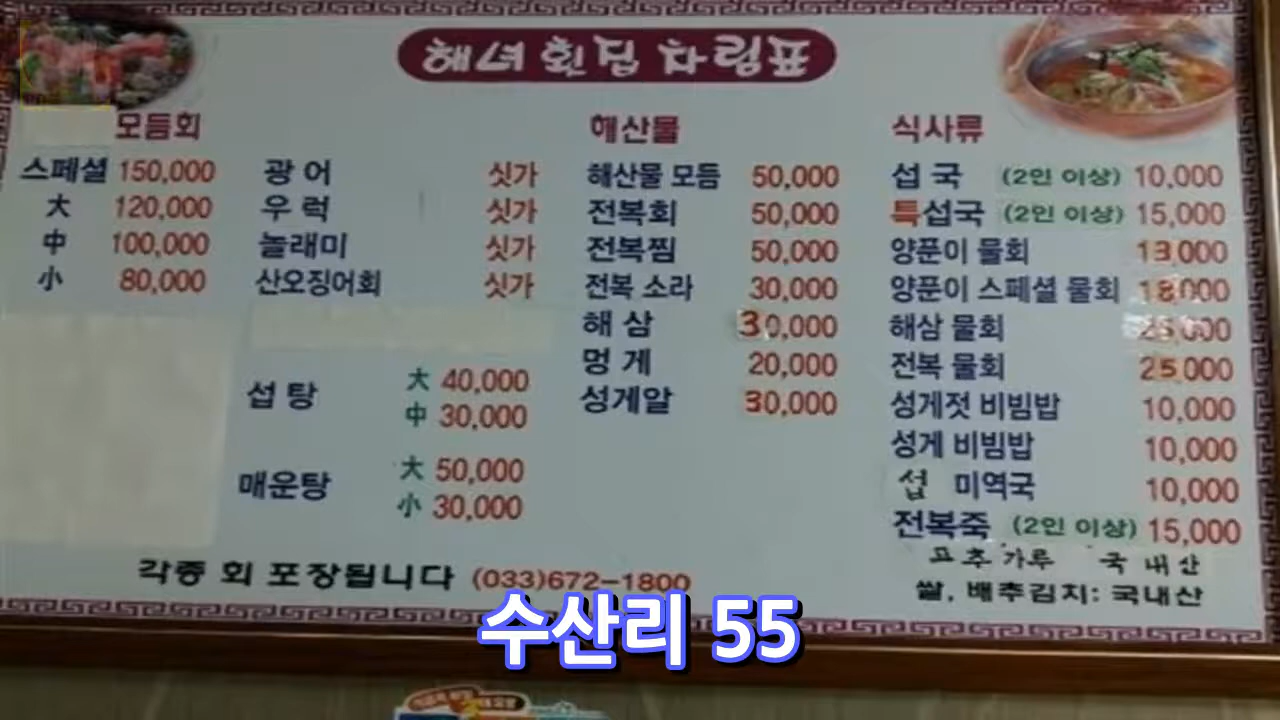 해녀 횟집 차림표
모듬회
스페셜 150,000
大 120,000
中 100,000
小 80,000
광 어 싯가
우 럭 싯가
놀래미 싯가
산오징어회 싯가
섭 탕 大 40,000
中 30,000
매운탕 大 50,000
小 30,000
해산물
해산물 모듬 50,000
전복회 50,000
전복찜 50,000
전복 소라 30,000
해 삼 30,000
멍 게 20,000
성게알 30,000
식사류
섭 국 (2인 이상) 10,000
특섭국 (2인 이상) 15,000
양푼이 물회 13,000
양푼이 스페셜 물회 18,000
해삼 물회 25,000
전복 물회 25,000
성게젓 비빔밥 10,000
성게 비빔밥 10,000
섭 미역국 10,000
전복죽 (2인 이상) 15,000
고추가루 국내산
쌀, 배추김치: 국내산
각종 회 포장됩니다 (033)672-1800
수산리 55